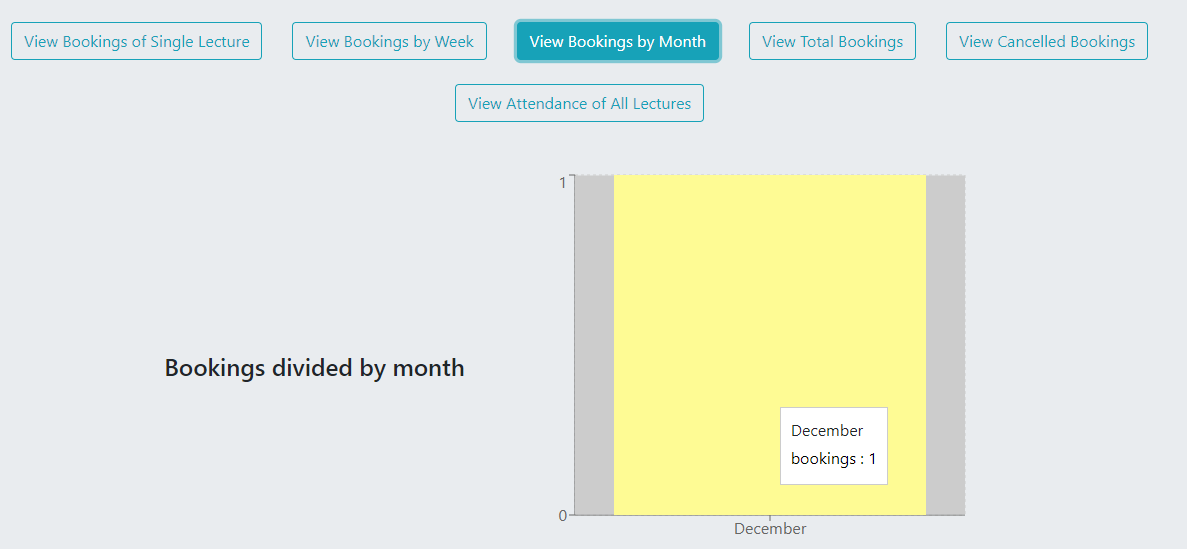 View Bookings of Single Lecture
View Bookings by Week
View Bookings by Month
View Total Bookings
View Cancelled Bookings
View Attendance of All Lectures
Bookings divided by month
1
0
December
December
bookings : 1